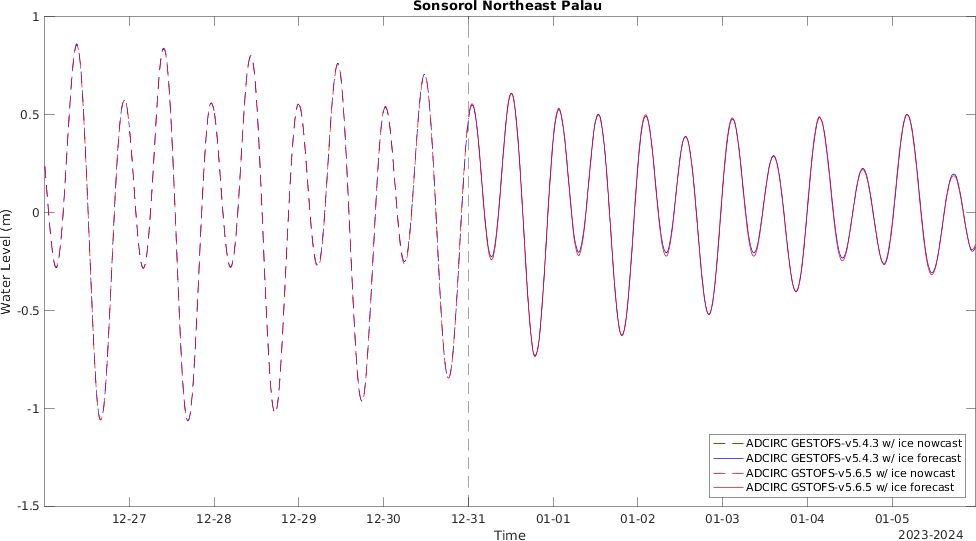 Sonsorol Northeast Palau
1
0.5
0
-0.5
-1
-1.5
Water Level (m)
12-27
12-28
12-29
12-30
12-31
01-01
01-02
01-03
01-04
01-05
Time
2023-2024
ADCIRC GESTOFS-v5.4.3 w/ ice nowcast
ADCIRC GESTOFS-v5.4.3 w/ ice forecast
ADCIRC GSTOFS-v5.6.5 w/ ice nowcast
ADCIRC GSTOFS-v5.6.5 w/ ice forecast